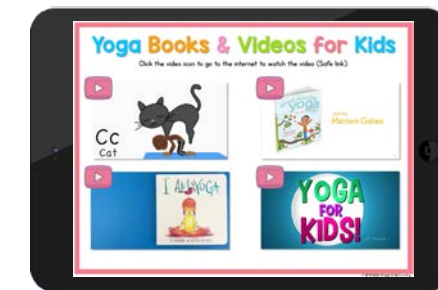 Yoga Books & Videos for Kids
Click the video icon to go to the internet to watch the video (Safe link).
Cc
Cat
yoga
Mariam Gates
I AM YOGA
YOGA
FOR
KIDS!